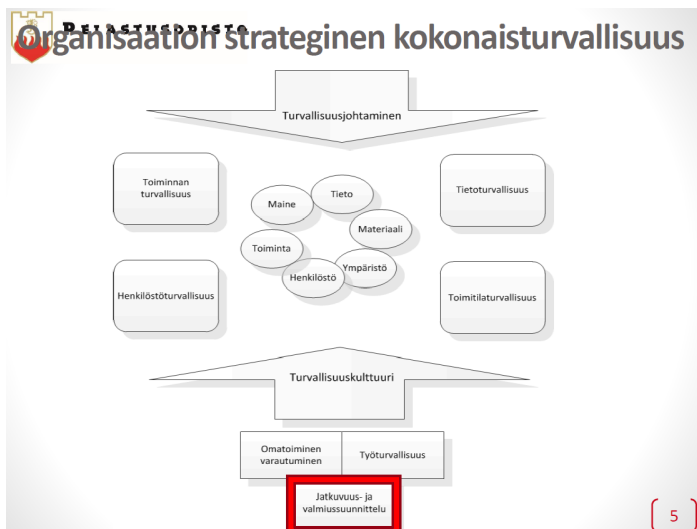 PELASTUSOPISTO
Organisaation strateginen kokonaisturvallisuus
Turvallisuusjohtaminen
Toiminnan
turvallisuus
Tietoturvallisuus
Maine
Tieto
Materiaali
Toiminta
Ympäristö
Henkilöstö
Henkilöstöturvallisuus
Toimitilaturvallisuus
Turvallisuuskulttuuri
Omatoiminen
varautuminen
Työturvallisuus
Jatkuvuus- ja
valmiussuunnittelu
5